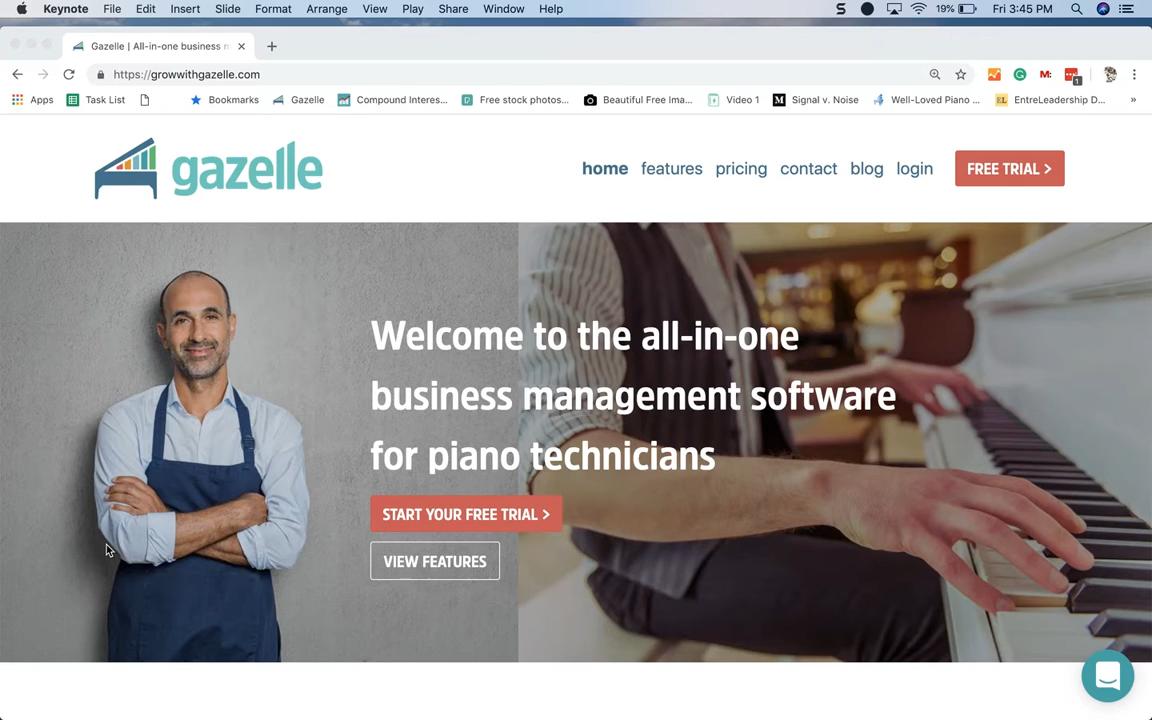 Keynote File Edit Insert Slide Format Arrange View Play Share Window Help S 19% Fri 3:45 PM
Gazelle | All-in-one business m
https://growwithgazelle.com
M: 1
Apps Task List Bookmarks Gazelle Compound Interes... Free stock photos... Beautiful Free Ima... Video 1 M Signal v. Noise Well-Loved Piano ... EL EntreLeadership D... »
gazelle
home features pricing contact blog login FREE TRIAL >
Welcome to the all-in-one
business management software
for piano technicians
START YOUR FREE TRIAL >
VIEW FEATURES